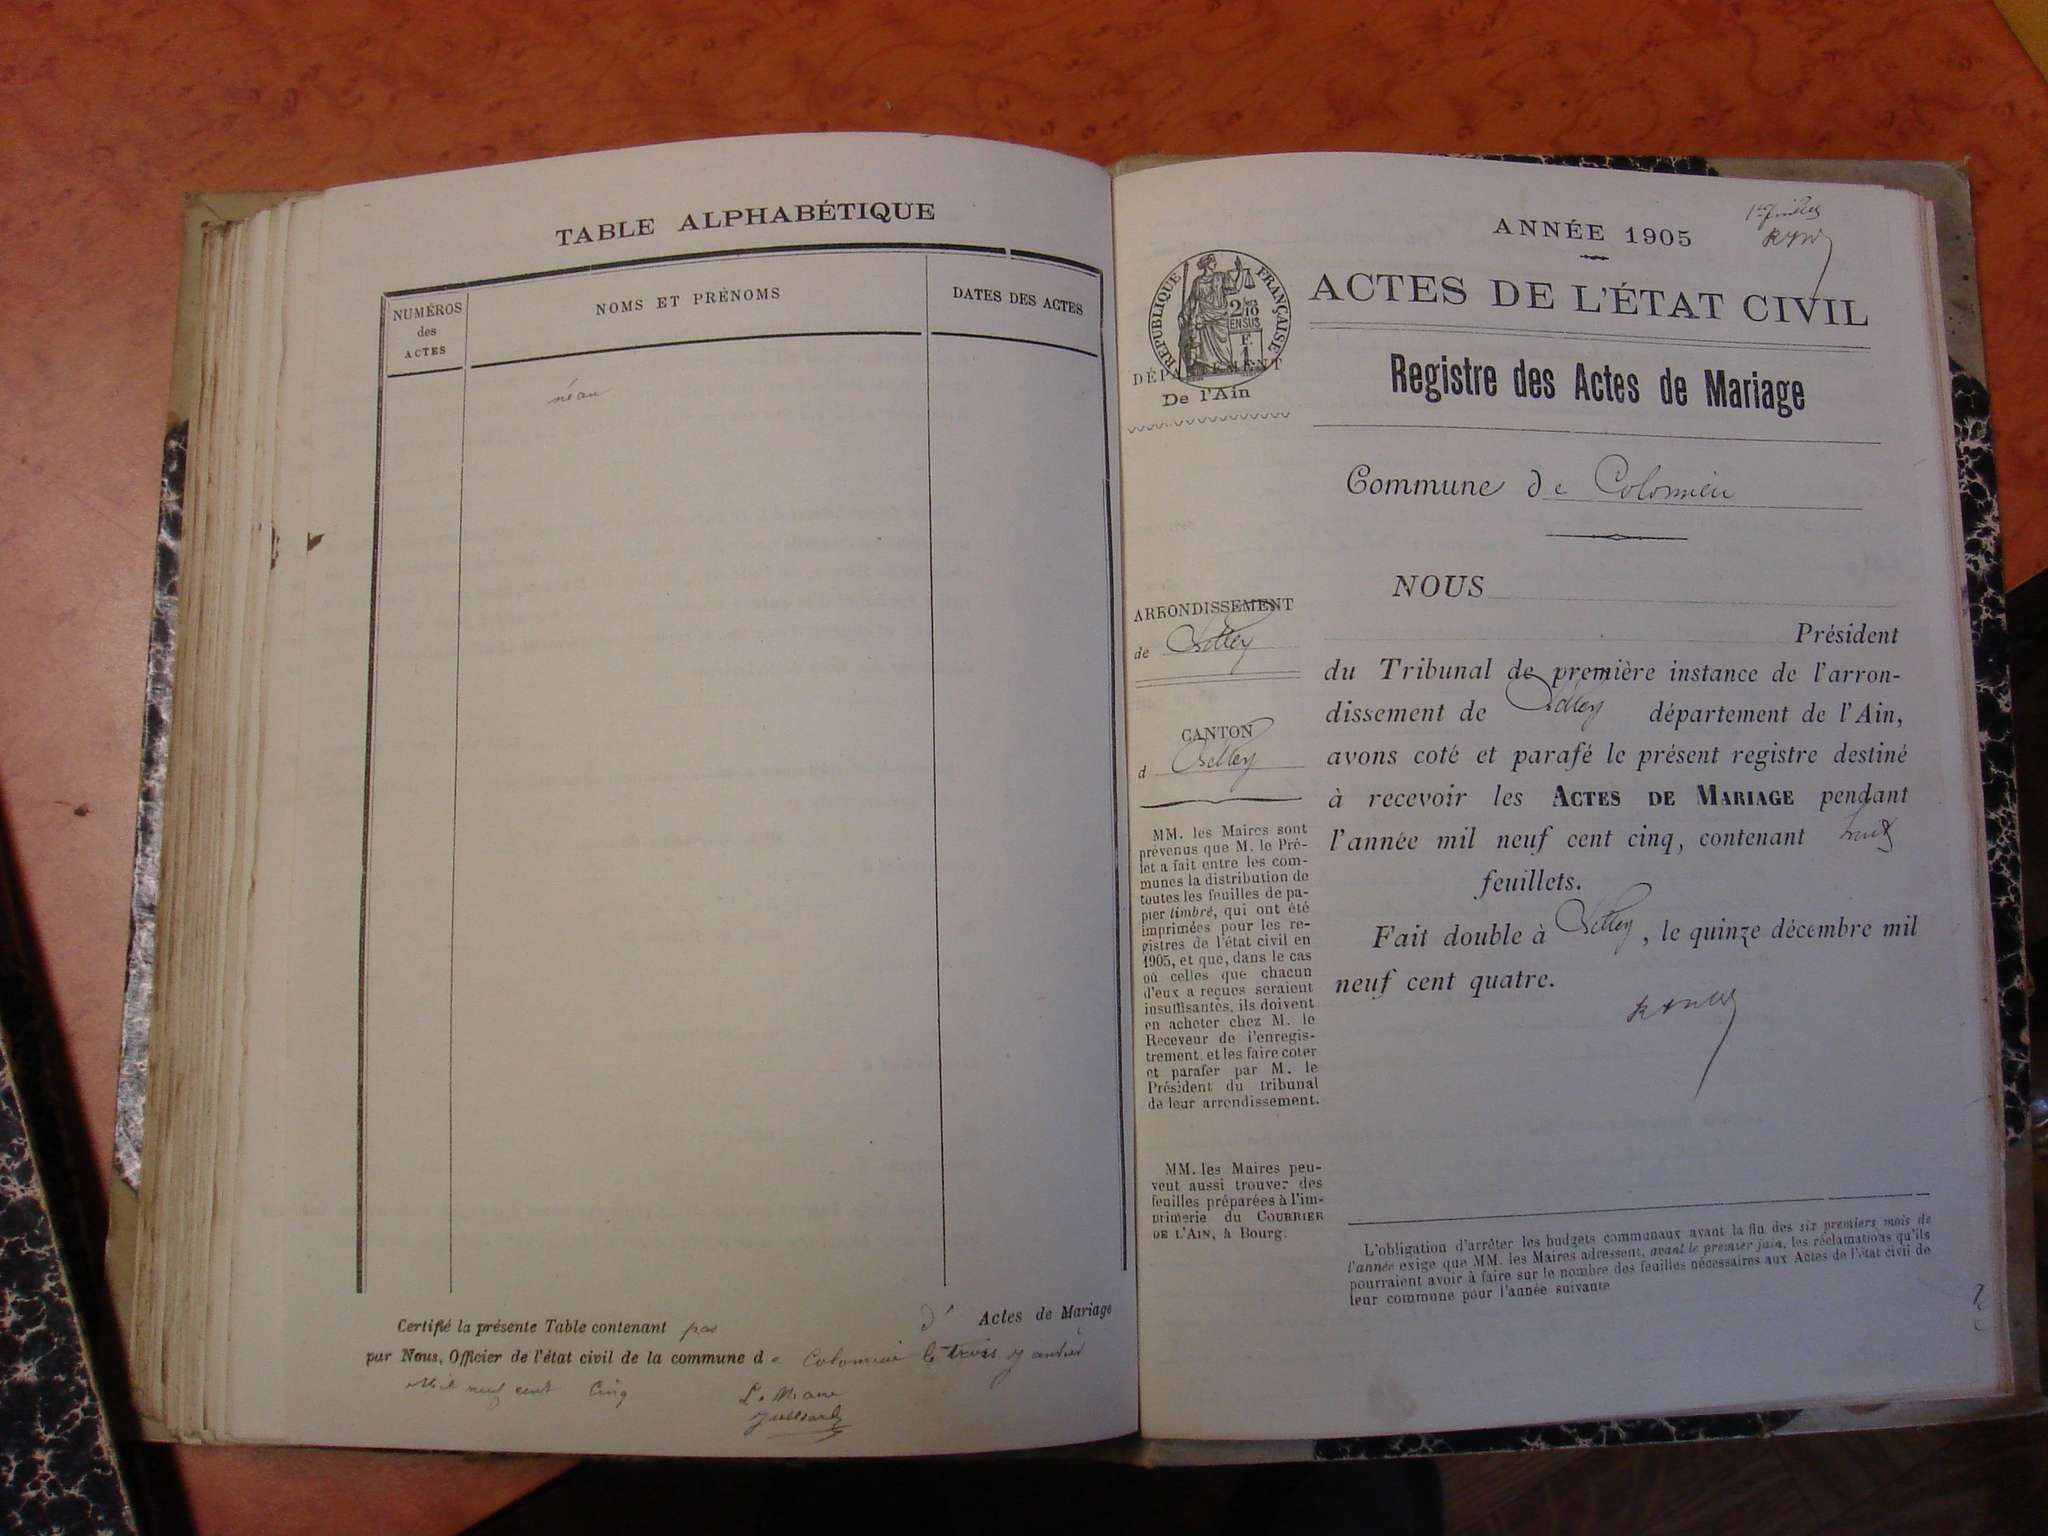 TABLE ALPHABÉTIQUE
NUMÉROS
des
ACTES
NOMS ET PRÉNOMS
DATES DES ACTES
néan
Certifié la présente Table contenant pas d' Actes de Mariage
par Nous, Officier de l'état civil de la commune de Colomieu le trois janvier
Mil neuf cent Cinq
Le Maire
ANNÉE 1905
ACTES DE L'ÉTAT CIVIL
RÉPUBLIQUE FRANÇAISE
2/10
EN SUS
F.
1
DÉPARTEMENT
De l'Ain
Registre des Actes de Mariage
Commune de Colomieu
NOUS
Président
du Tribunal de première instance de l'arron-
dissement de Belley département de l'Ain,
avons coté et parafé le présent registre destiné
à recevoir les ACTES DE MARIAGE pendant
l'année mil neuf cent cinq, contenant huit
feuillets.
Fait double à Belley, le quinze décembre mil
neuf cent quatre.
ARRONDISSEMENT
de Belley
CANTON
d Belley
MM. les Maires sont
prévenus que M. le Pré-
fet a fait entre les com-
munes la distribution de
toutes les feuilles de pa-
pier timbré, qui ont été
imprimées pour les re-
gistres de l'état civil en
1905, et que, dans le cas
où celles que chacun
d'eux a reçues seraient
insuffisantes, ils doivent
en acheter chez M. le
Receveur de l'enregis-
trement, et les faire coter
et parafer par M. le
Président du tribunal
de leur arrondissement.
MM. les Maires peu-
vent aussi trouver des
feuilles préparées à l'im-
primerie du COURRIER
DE L'AIN, à Bourg.
L'obligation d'arrêter les budgets communaux avant la fin des six premiers mois de
l'année exige que MM. les Maires adressent, avant le premier juin, les réclamations qu'ils
pourraient avoir à faire sur le nombre des feuilles nécessaires aux Actes de l'état civil de
leur commune pour l'année suivante